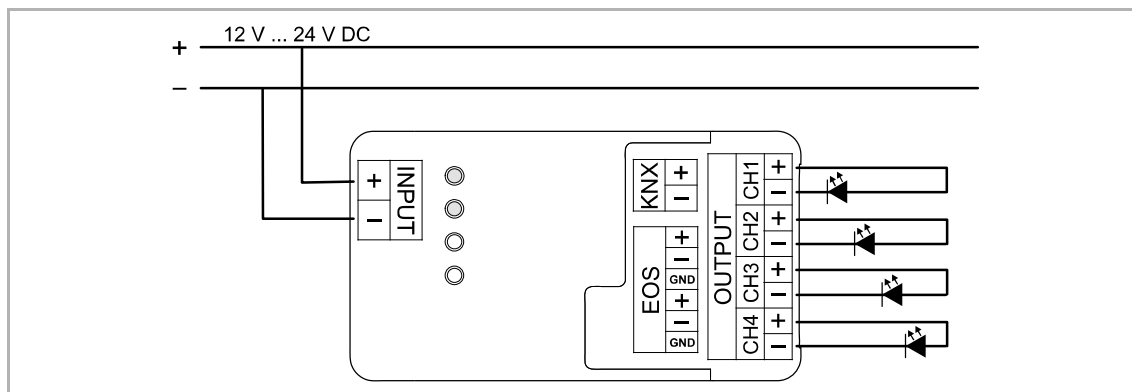 12 V ... 24 V DC
+
−
INPUT
+
−
KNX
+
−
EOS
+
−
GND
+
−
GND
OUTPUT
CH1
+
−
CH2
+
−
CH3
+
−
CH4
+
−